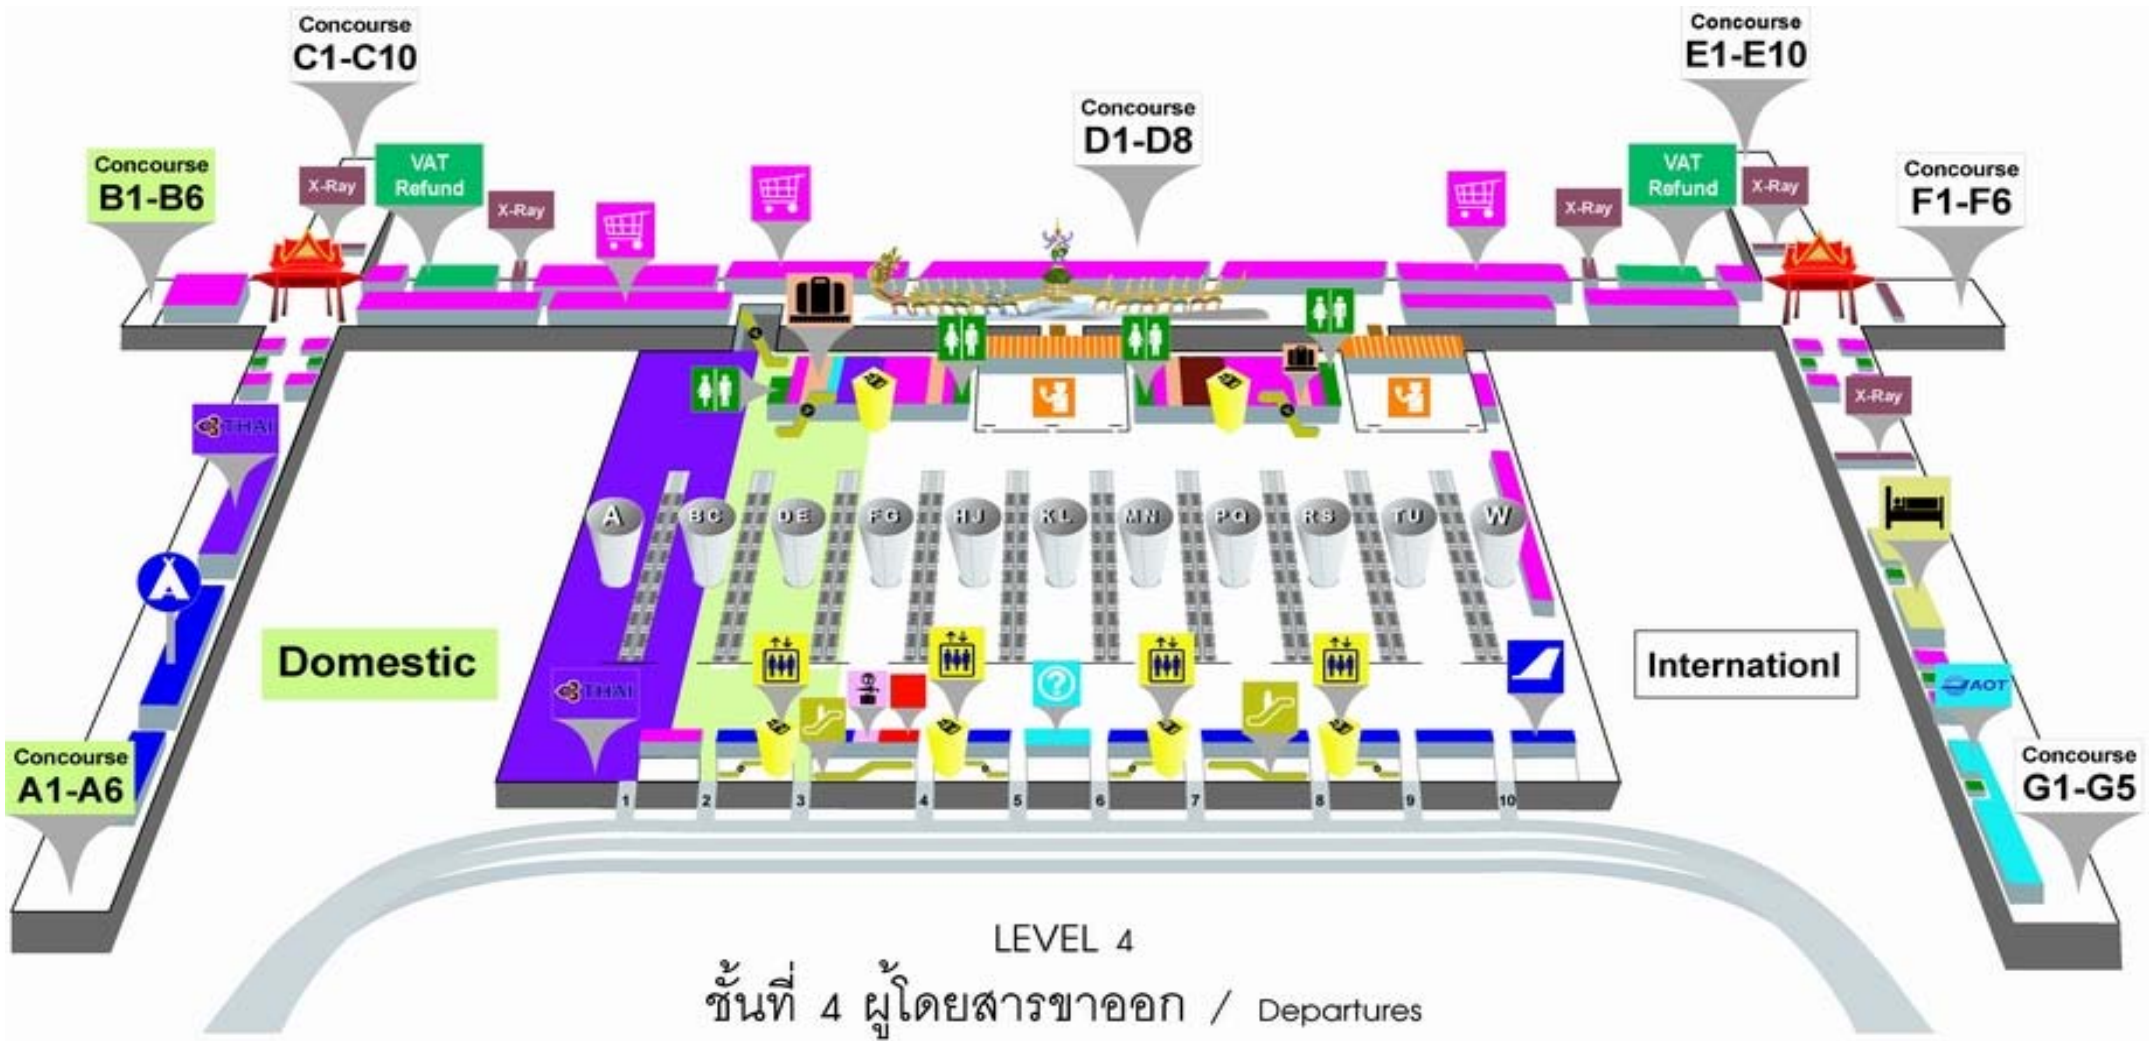 Concourse
C1-C10
Concourse
E1-E10
Concourse
D1-D8
Concourse
B1-B6
X-Ray
VAT
Refund
X-Ray
X-Ray
VAT
Refund
X-Ray
Concourse
F1-F6
THAI
X-Ray
A
BC
DE
FG
HJ
KL
MN
PQ
RS
TU
W
Domestic
Internationl
THAI
?
AOT
Concourse
A1-A6
Concourse
G1-G5
1
2
3
4
5
6
7
8
9
10
LEVEL 4
ชั้นที่ 4 ผู้โดยสารขาออก / Departures